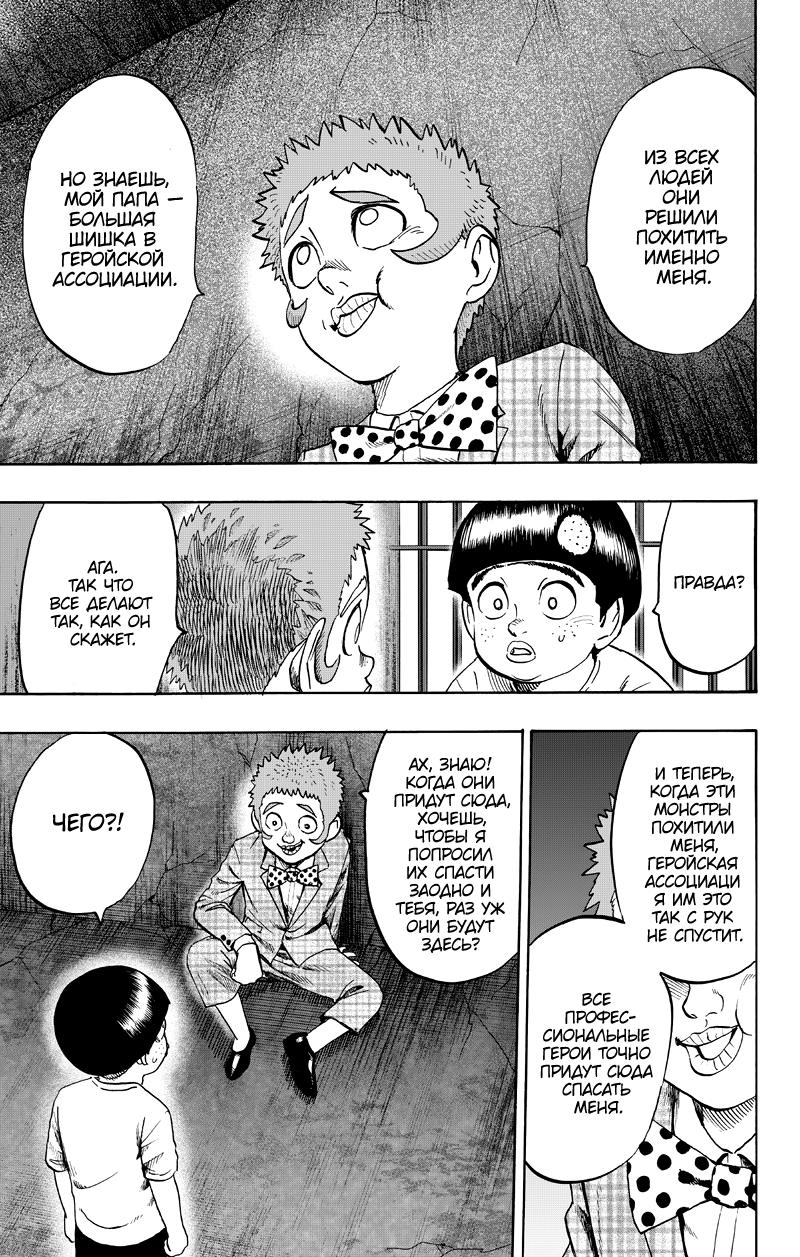 ИЗ ВСЕХ
ЛЮДЕЙ
ОНИ
РЕШИЛИ
ПОХИТИТЬ
ИМЕННО
МЕНЯ.
НО ЗНАЕШЬ,
МОЙ ПАПА —
БОЛЬШАЯ
ШИШКА В
ГЕРОЙСКОЙ
АССОЦИАЦИИ.
ПРАВДА?
АГА.
ТАК ЧТО
ВСЕ ДЕЛАЮТ
ТАК, КАК ОН
СКАЖЕТ.
И ТЕПЕРЬ,
КОГДА ЭТИ
МОНСТРЫ
ПОХИТИЛИ
МЕНЯ,
ГЕРОЙСКАЯ
АССОЦИАЦИ
Я ИМ ЭТО
ТАК С РУК
НЕ СПУСТИТ.
ВСЕ
ПРОФЕС-
СИОНАЛЬНЫЕ
ГЕРОИ ТОЧНО
ПРИДУТ СЮДА
СПАСАТЬ
МЕНЯ.
АХ, ЗНАЮ!
КОГДА ОНИ
ПРИДУТ СЮДА,
ХОЧЕШЬ,
ЧТОБЫ Я
ПОПРОСИЛ
ИХ СПАСТИ
ЗАОДНО И
ТЕБЯ, РАЗ УЖ
ОНИ БУДУТ
ЗДЕСЬ?
ЧЕГО?!